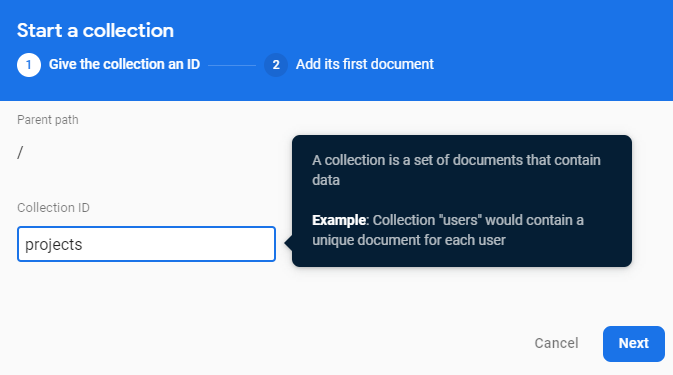 Start a collection
1 Give the collection an ID 2 Add its first document
Parent path
/
A collection is a set of documents that contain
data
Collection ID
Example: Collection "users" would contain a
unique document for each user
projects
Cancel Next